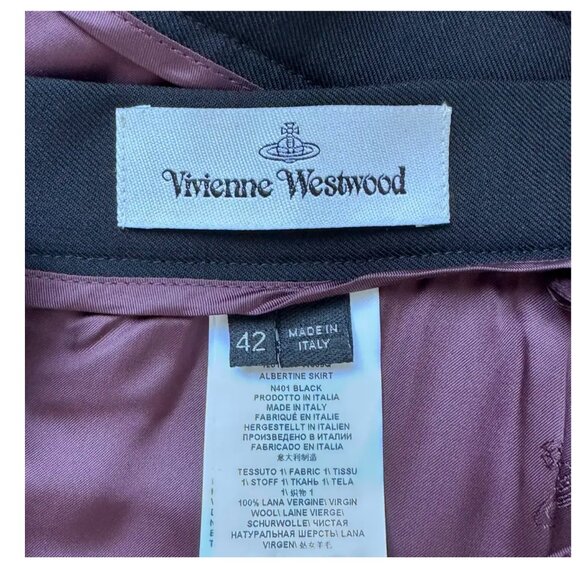 Vivienne Westwood
42
MADE IN
ITALY
ALBERTINE SKIRT
N401 BLACK
PRODOTTO IN ITALIA
MADE IN ITALY
FABRIQUÉ EN ITALIE
HERGESTELLT IN ITALIEN
ПРОИЗВЕДЕНО В ИТАЛИИ
FABRICADO EN ITALIA
意大利制造
TESSUTO 1\ FABRIC 1\ TISSU
1\ STOFF 1\ ТКАНЬ 1\ TELA
1\ 织物 1
100% LANA VERGINE\ VIRGIN
WOOL\ LAINE VIERGE\
SCHURWOLLE\ ЧИСТАЯ
НАТУРАЛЬНАЯ ШЕРСТЬ\ LANA
VIRGEN\ 处女羊毛